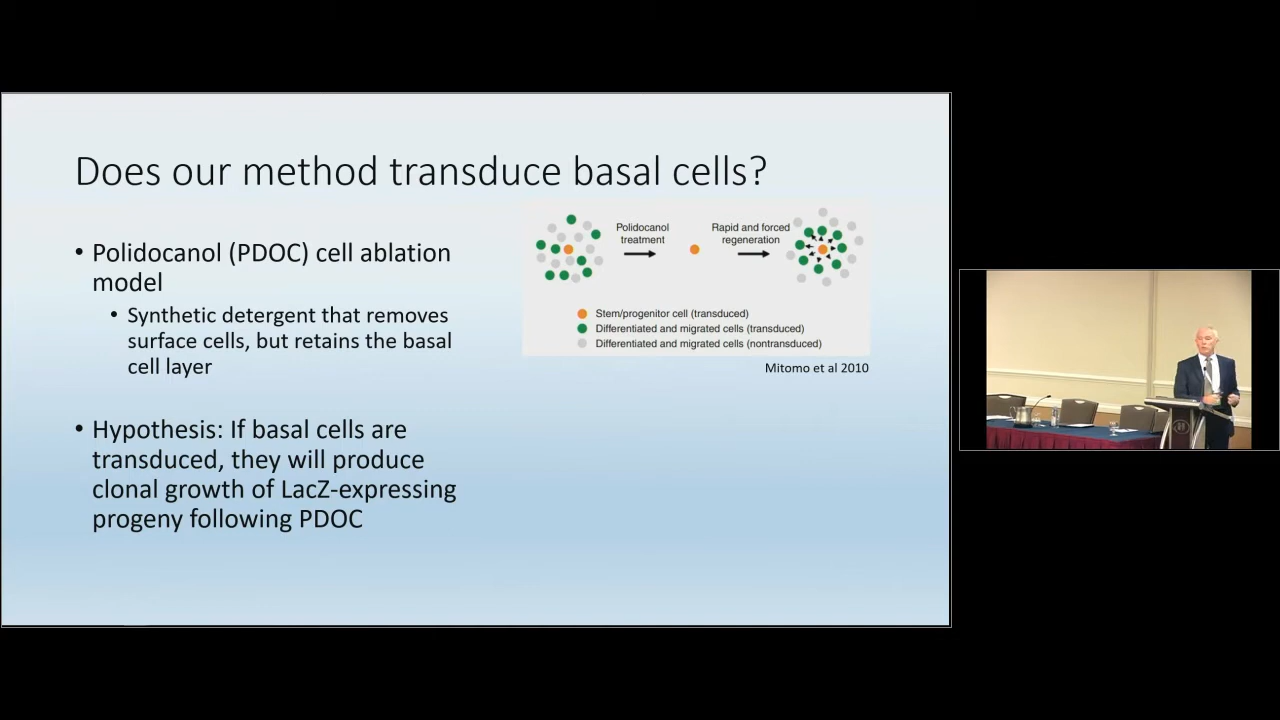 Does our method transduce basal cells?
• Polidocanol (PDOC) cell ablation
model
• Synthetic detergent that removes
surface cells, but retains the basal
cell layer
• Hypothesis: If basal cells are
transduced, they will produce
clonal growth of LacZ-expressing
progeny following PDOC
Polidocanol
treatment
Rapid and forced
regeneration
Stem/progenitor cell (transduced)
Differentiated and migrated cells (transduced)
Differentiated and migrated cells (nontransduced)
Mitomo et al 2010